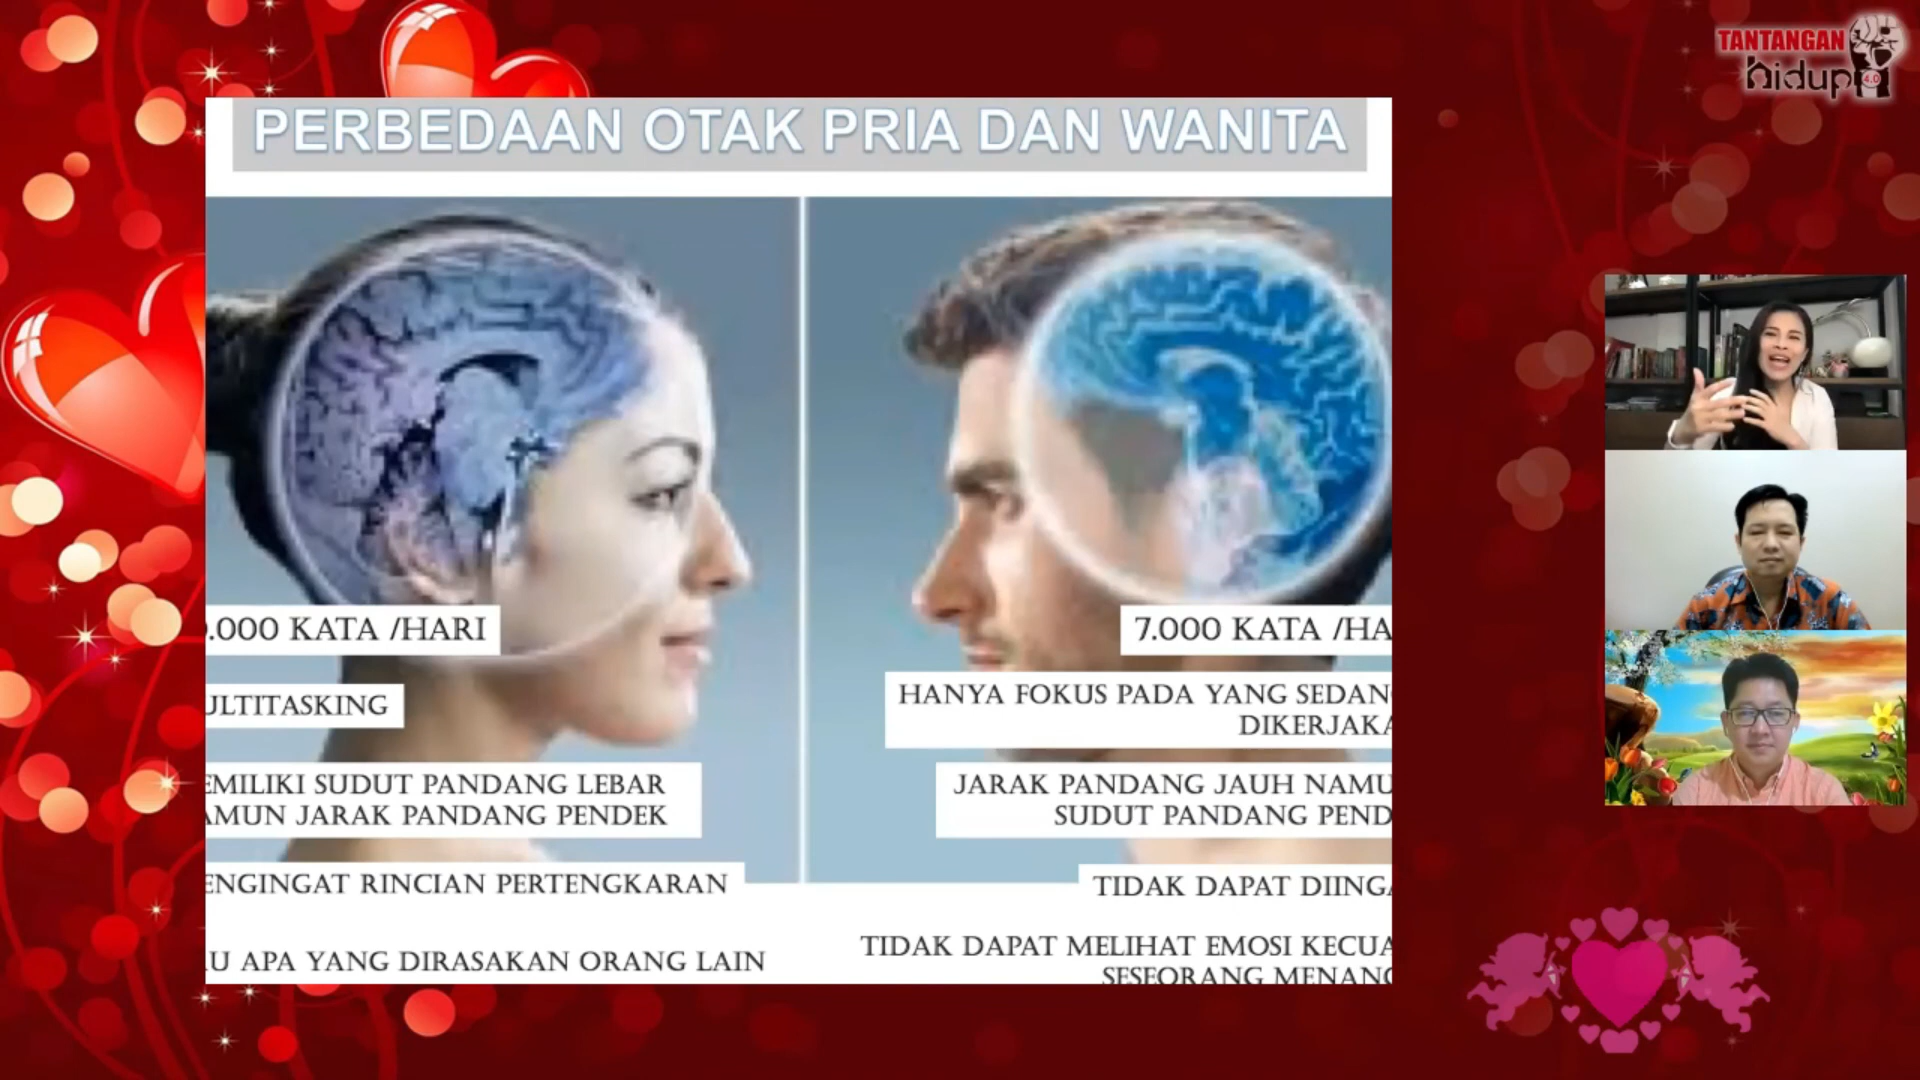 TANTANGAN
hidup
4.0
PERBEDAAN OTAK PRIA DAN WANITA
.000 KATA /HARI
ULTITASKING
EMILIKI SUDUT PANDANG LEBAR
AMUN JARAK PANDANG PENDEK
ENGINGAT RINCIAN PERTENGKARAN
U APA YANG DIRASAKAN ORANG LAIN
7.000 KATA /HA
HANYA FOKUS PADA YANG SEDAN
DIKERJAKA
JARAK PANDANG JAUH NAMU
SUDUT PANDANG PEND
TIDAK DAPAT DIINGA
TIDAK DAPAT MELIHAT EMOSI KECUA
SESEORANG MENANG